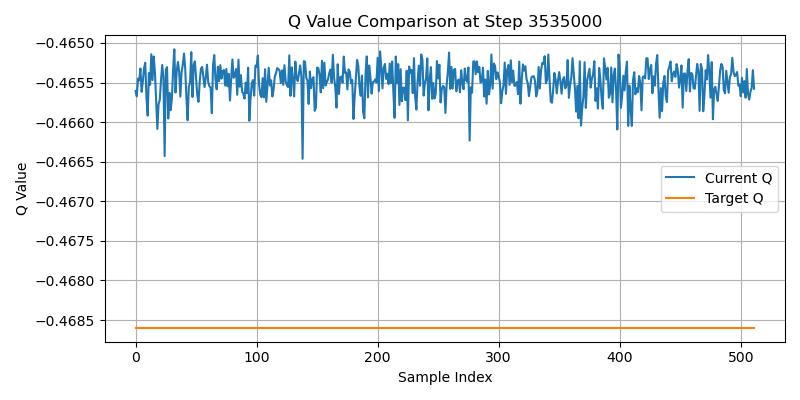 Q Value Comparison at Step 3535000
Q Value
−0.4650
−0.4655
−0.4660
−0.4665
−0.4670
−0.4675
−0.4680
−0.4685
Current Q
Target Q
0 100 200 300 400 500
Sample Index